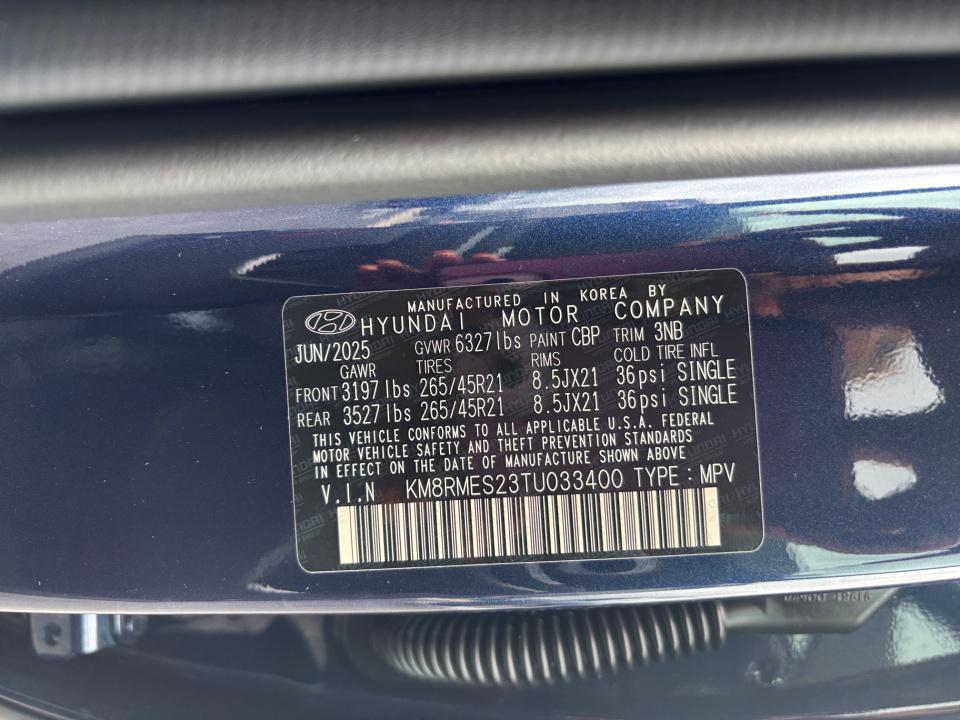 MANUFACTURED IN KOREA BY
HYUNDAI MOTOR COMPANY
JUN/2025 GVWR 6327lbs PAINT CBP TRIM 3NB
GAWR TIRES RIMS COLD TIRE INFL
FRONT 3197lbs 265/45R21 8.5JX21 36psi SINGLE
REAR 3527lbs 265/45R21 8.5JX21 36psi SINGLE
THIS VEHICLE CONFORMS TO ALL APPLICABLE U.S.A. FEDERAL
MOTOR VEHICLE SAFETY AND THEFT PREVENTION STANDARDS
IN EFFECT ON THE DATE OF MANUFACTURE SHOWN ABOVE
V.I.N KM8RMES23TU033400 TYPE : MPV